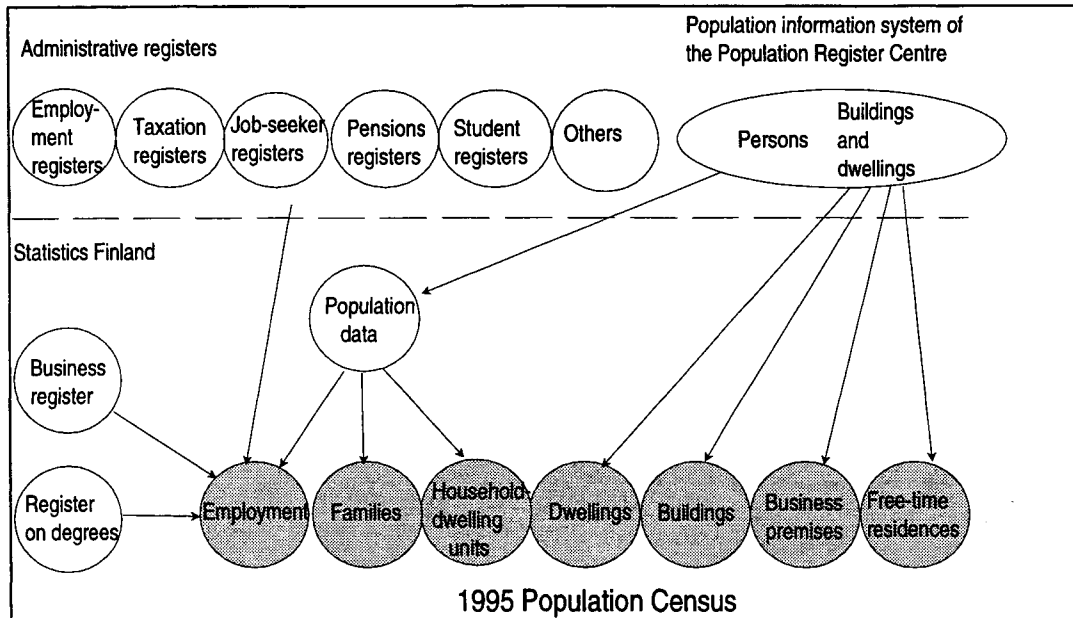 Administrative registers
Population information system of
the Population Register Centre
Employ-
ment
registers
Taxation
registers
Job-seeker
registers
Pensions
registers
Student
registers
Others
Persons
Buildings
and
dwellings
Statistics Finland
Population
data
Business
register
Register
on degrees
Employment
Families
Household-
dwelling
units
Dwellings
Buildings
Business
premises
Free-time
residences
1995 Population Census